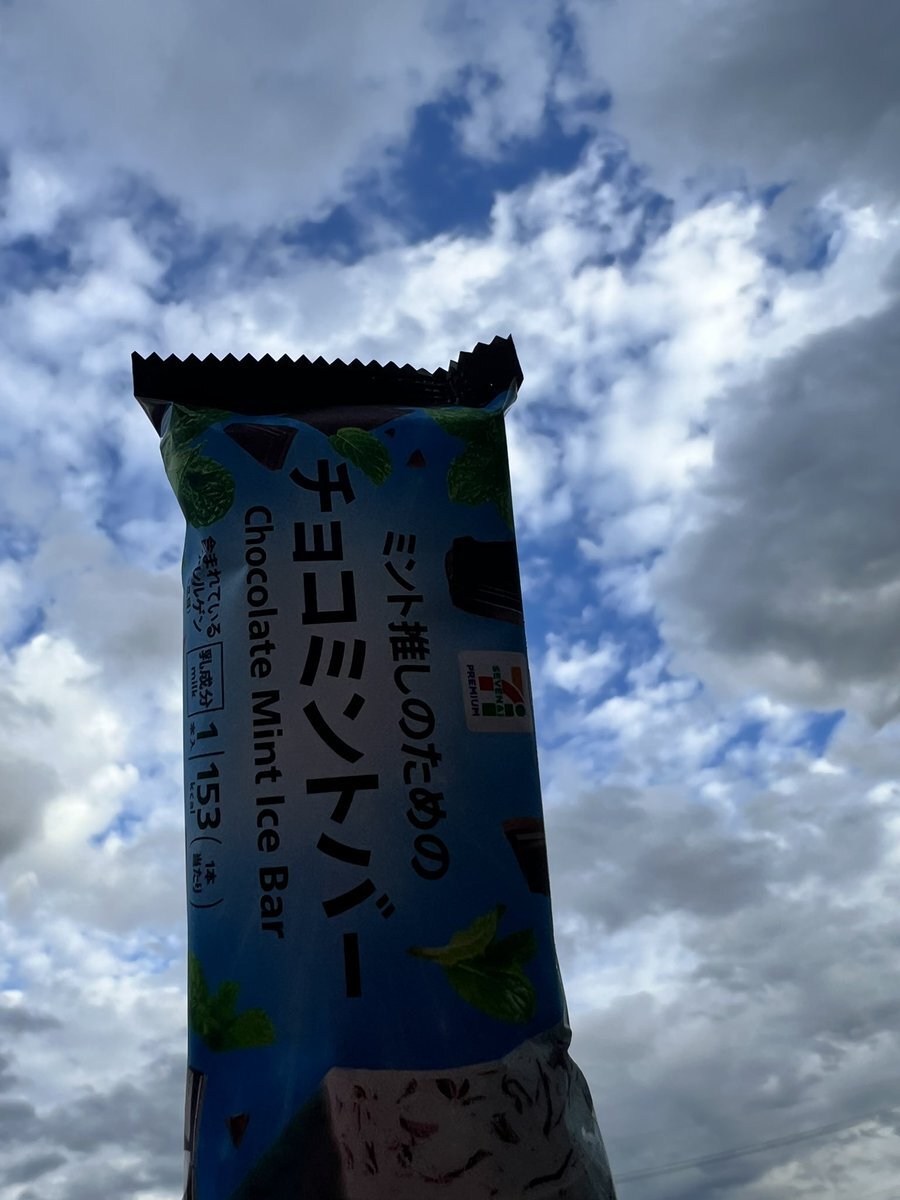 ミント推しのための
チョコミントバー
Chocolate Mint Ice Bar
含まれている
アレルゲン
乳成分
milk
1
本入
153
kcal
(1本
当たり)
SEVEN&i
PREMIUM